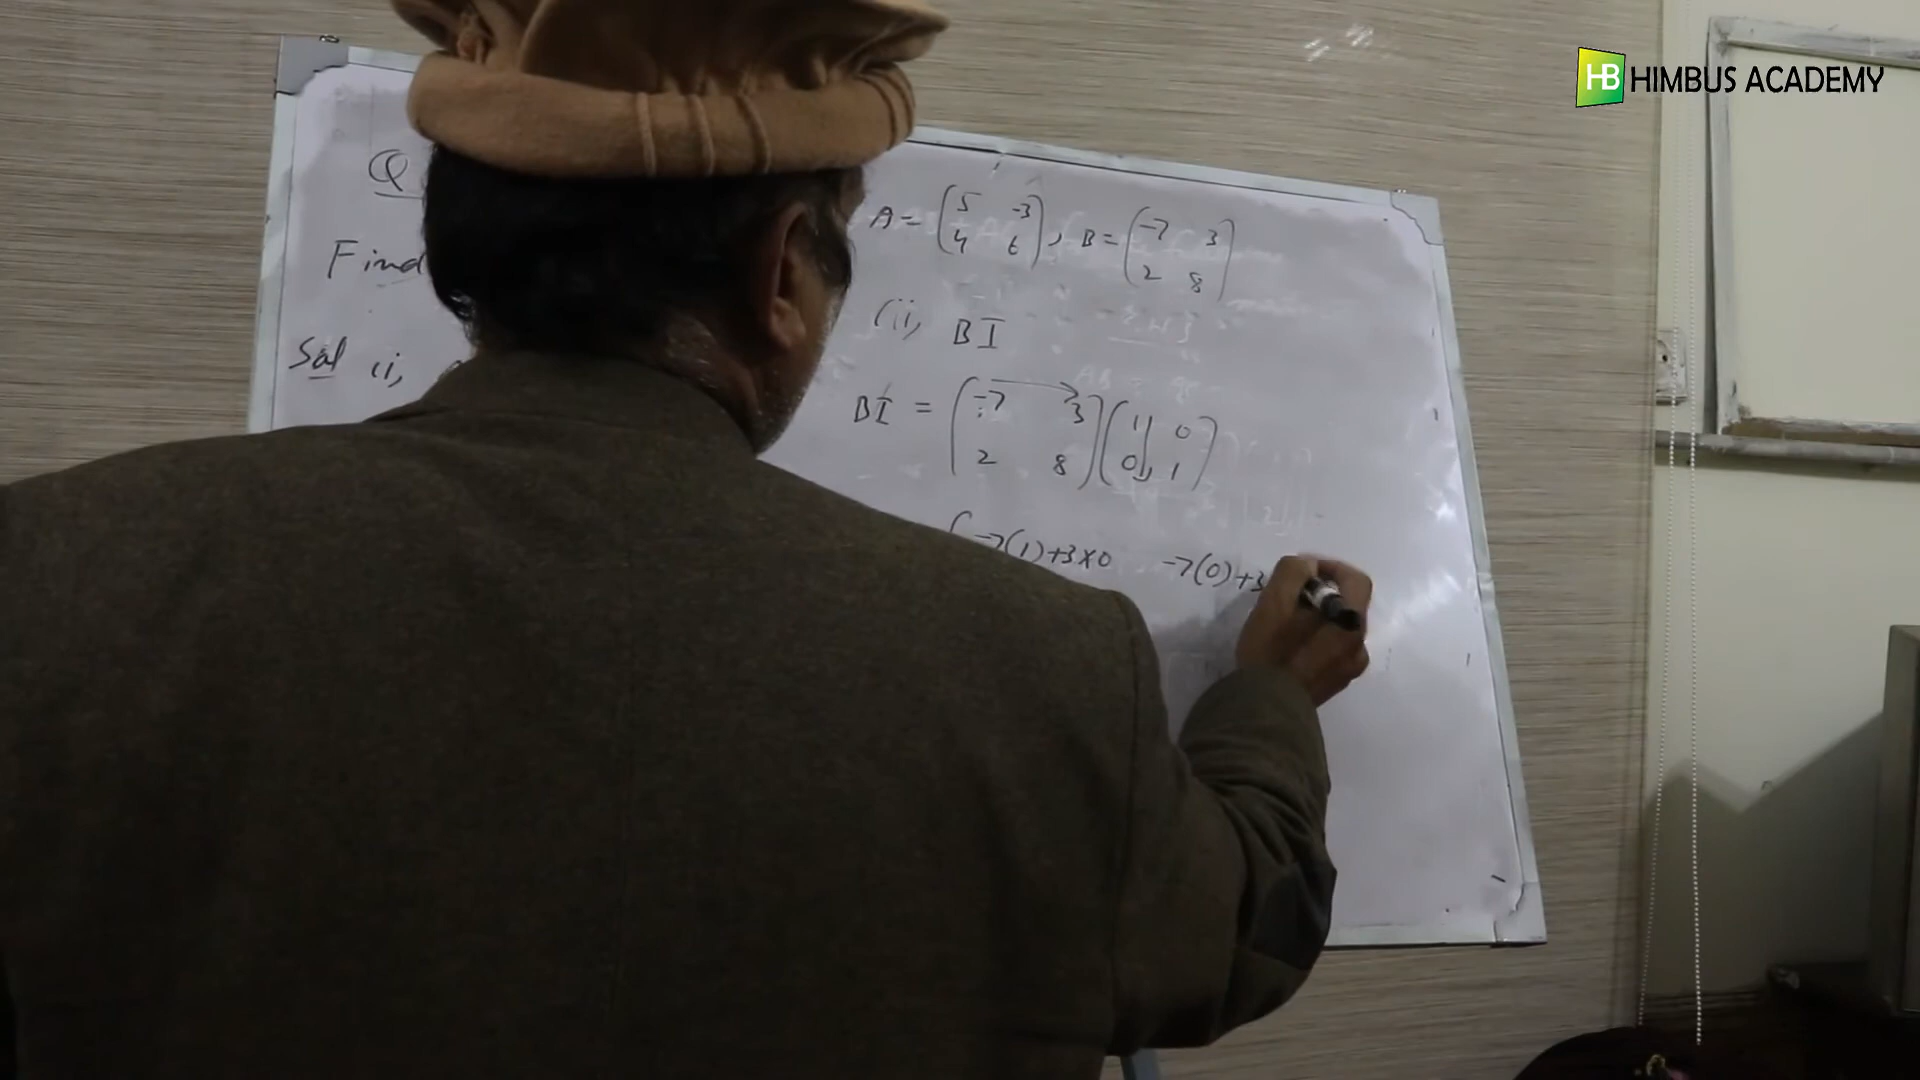 HB HIMBUS ACADEMY
Q
A = (5 -3
4 6), B = (-7 3
2 8)
Find
(ii, BI
Sol (i,
BI = (-7 3
2 8)(1 0
0 1)
-7(1)+3×0 -7(0)+3